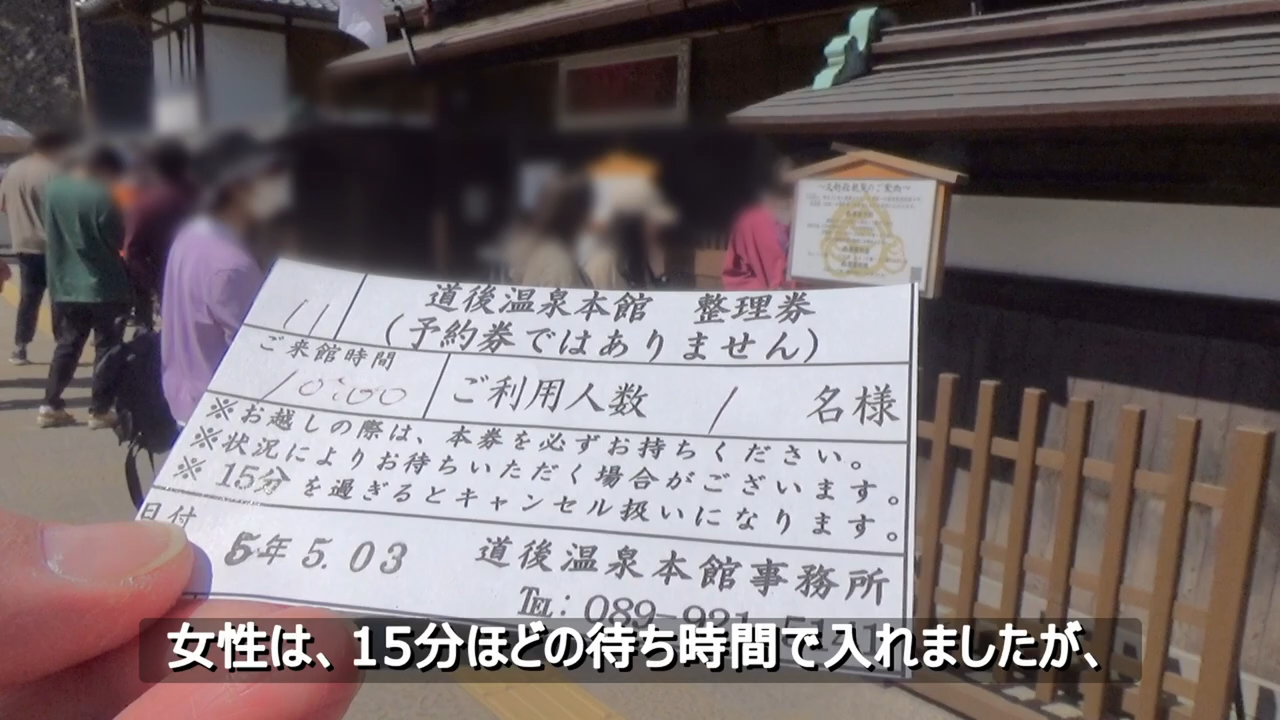 11
道後温泉本館 整理券
(予約券ではありません)
ご来館時間
10:00
ご利用人数 1 名様
※お越しの際は、本券を必ずお持ちください。
※状況によりお待ちいただく場合がございます。
※15分を過ぎるとキャンセル扱いになります。
日付
5年 5.03
道後温泉本館事務所
TEL: 089-921-5141
女性は、15分ほどの待ち時間で入れましたが、